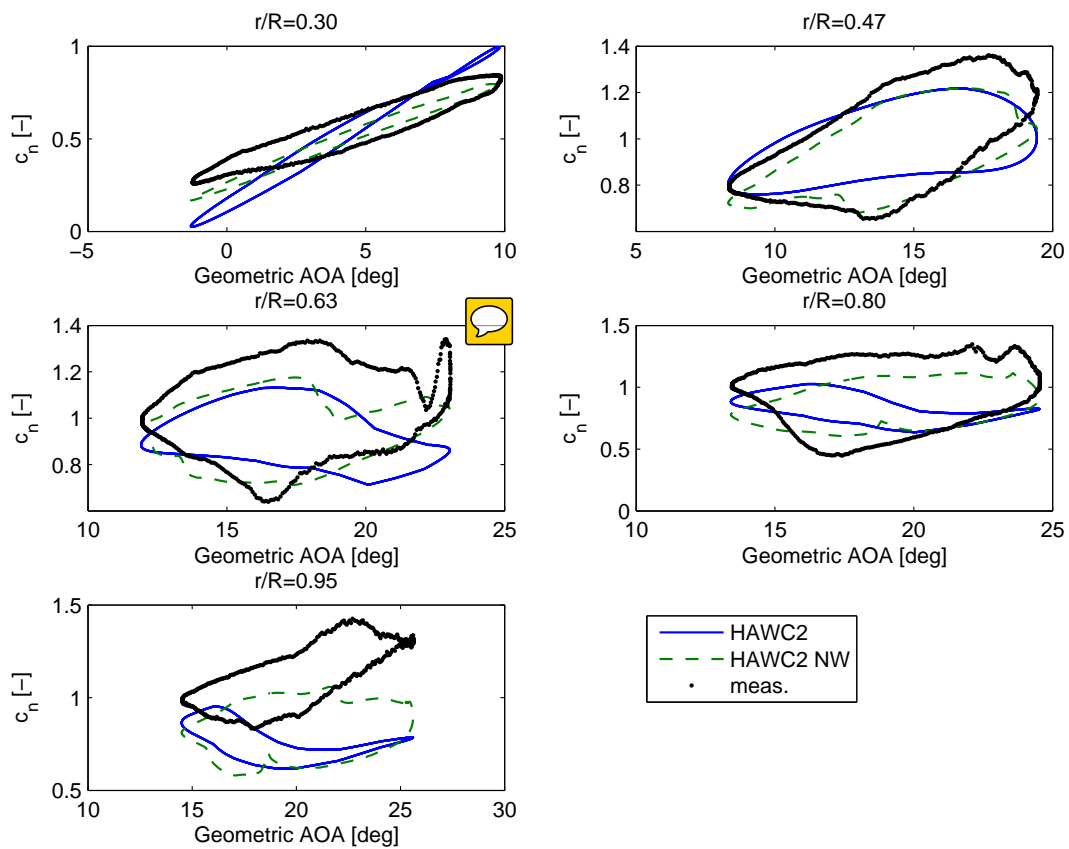 r/R=0.30
1
0.5
0
c_n [−]
−5 0 5 10
Geometric AOA [deg]
r/R=0.47
1.4
1.2
1
0.8
c_n [−]
5 10 15 20
Geometric AOA [deg]
r/R=0.63
1.4
1.2
1
0.8
c_n [−]
10 15 20 25
Geometric AOA [deg]
r/R=0.80
1.5
1
0.5
0
c_n [−]
10 15 20 25
Geometric AOA [deg]
r/R=0.95
1.5
1
0.5
c_n [−]
10 15 20 25 30
Geometric AOA [deg]
HAWC2
HAWC2 NW
meas.